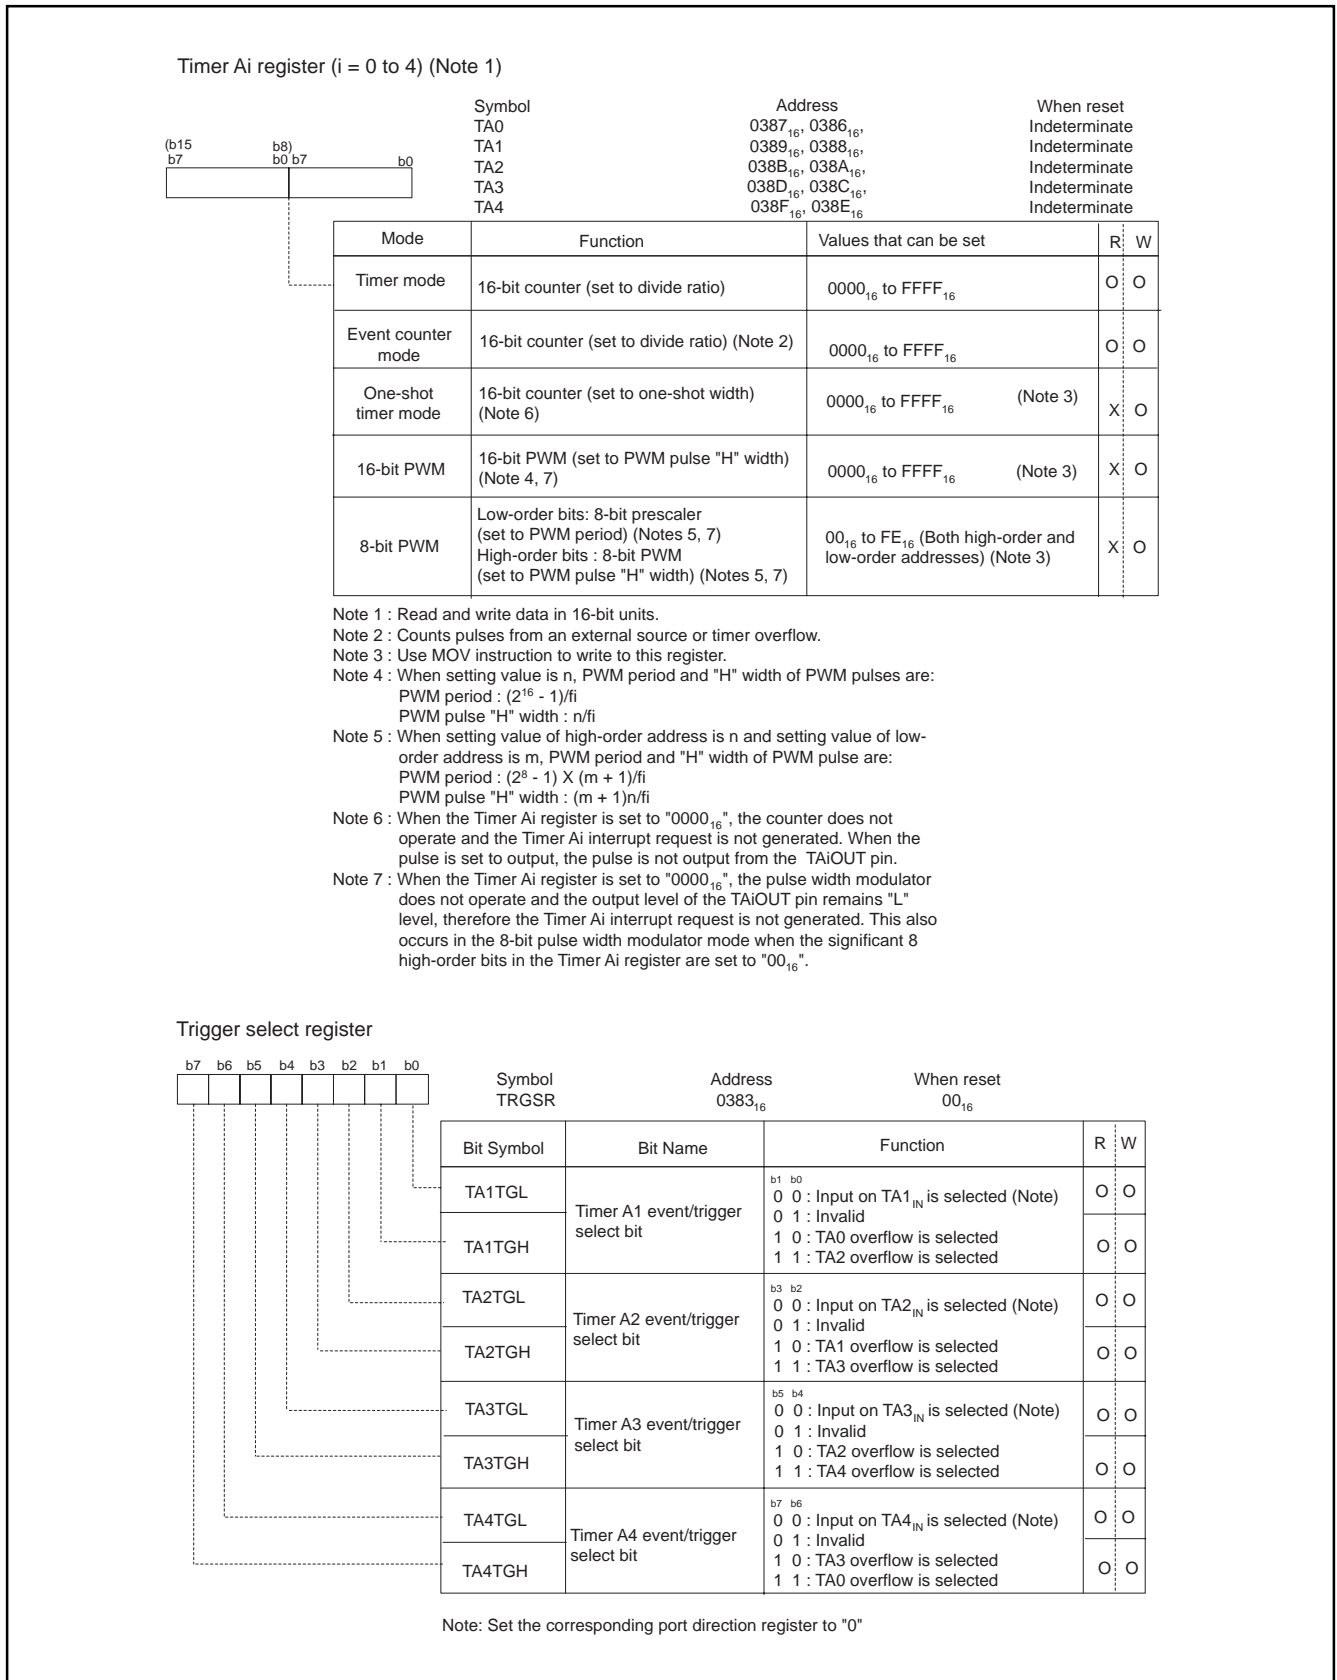 Timer Ai register (i = 0 to 4) (Note 1)
Symbol Address When reset
TA0 0387₁₆, 0386₁₆, Indeterminate
TA1 0389₁₆, 0388₁₆, Indeterminate
TA2 038B₁₆, 038A₁₆, Indeterminate
TA3 038D₁₆, 038C₁₆, Indeterminate
TA4 038F₁₆, 038E₁₆ Indeterminate
(b15 b8)
b7 b0 b7 b0
Mode Function Values that can be set R W
Timer mode 16-bit counter (set to divide ratio) 0000₁₆ to FFFF₁₆ O O
Event counter
mode
16-bit counter (set to divide ratio) (Note 2) 0000₁₆ to FFFF₁₆ O O
One-shot
timer mode
16-bit counter (set to one-shot width)
(Note 6)
0000₁₆ to FFFF₁₆ (Note 3) X O
16-bit PWM
16-bit PWM (set to PWM pulse "H" width)
(Note 4, 7)
0000₁₆ to FFFF₁₆ (Note 3) X O
8-bit PWM
Low-order bits: 8-bit prescaler
(set to PWM period) (Notes 5, 7)
High-order bits : 8-bit PWM
(set to PWM pulse "H" width) (Notes 5, 7)
00₁₆ to FE₁₆ (Both high-order and
low-order addresses) (Note 3)
X O
Note 1 : Read and write data in 16-bit units.
Note 2 : Counts pulses from an external source or timer overflow.
Note 3 : Use MOV instruction to write to this register.
Note 4 : When setting value is n, PWM period and "H" width of PWM pulses are:
PWM period : (2¹⁶ - 1)/fi
PWM pulse "H" width : n/fi
Note 5 : When setting value of high-order address is n and setting value of low-
order address is m, PWM period and "H" width of PWM pulse are:
PWM period : (2⁸ - 1) X (m + 1)/fi
PWM pulse "H" width : (m + 1)n/fi
Note 6 : When the Timer Ai register is set to "0000₁₆", the counter does not
operate and the Timer Ai interrupt request is not generated. When the
pulse is set to output, the pulse is not output from the TAiOUT pin.
Note 7 : When the Timer Ai register is set to "0000₁₆", the pulse width modulator
does not operate and the output level of the TAiOUT pin remains "L"
level, therefore the Timer Ai interrupt request is not generated. This also
occurs in the 8-bit pulse width modulator mode when the significant 8
high-order bits in the Timer Ai register are set to "00₁₆".
Trigger select register
b7 b6 b5 b4 b3 b2 b1 b0
Symbol Address When reset
TRGSR 0383₁₆ 00₁₆
Bit Symbol Bit Name Function R W
TA1TGL
TA1TGH
Timer A1 event/trigger
select bit
b1 b0
0 0 : Input on TA1IN is selected (Note)
0 1 : Invalid
1 0 : TA0 overflow is selected
1 1 : TA2 overflow is selected
O O
O O
TA2TGL
TA2TGH
Timer A2 event/trigger
select bit
b3 b2
0 0 : Input on TA2IN is selected (Note)
0 1 : Invalid
1 0 : TA1 overflow is selected
1 1 : TA3 overflow is selected
O O
O O
TA3TGL
TA3TGH
Timer A3 event/trigger
select bit
b5 b4
0 0 : Input on TA3IN is selected (Note)
0 1 : Invalid
1 0 : TA2 overflow is selected
1 1 : TA4 overflow is selected
O O
O O
TA4TGL
TA4TGH
Timer A4 event/trigger
select bit
b7 b6
0 0 : Input on TA4IN is selected (Note)
0 1 : Invalid
1 0 : TA3 overflow is selected
1 1 : TA0 overflow is selected
O O
O O
Note: Set the corresponding port direction register to "0"